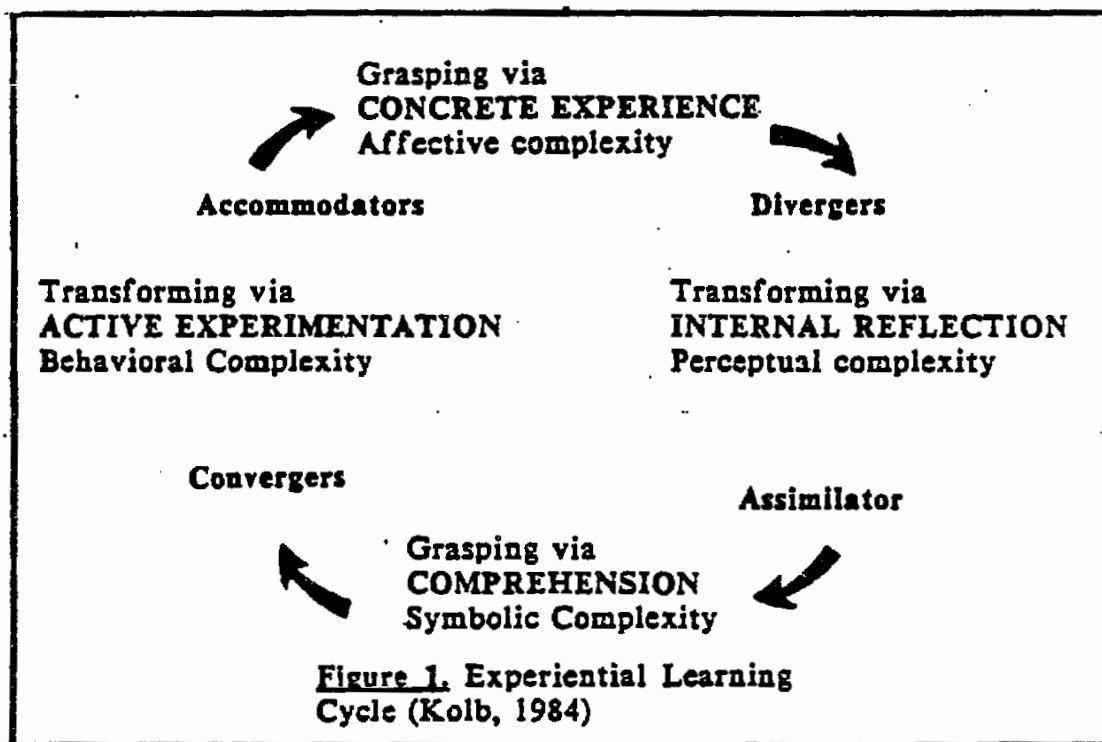 Grasping via
CONCRETE EXPERIENCE
Affective complexity
Accommodators
Divergers
Transforming via
ACTIVE EXPERIMENTATION
Behavioral Complexity
Transforming via
INTERNAL REFLECTION
Perceptual complexity
Convergers
Assimilator
Grasping via
COMPREHENSION
Symbolic Complexity
Figure 1. Experiential Learning
Cycle (Kolb, 1984)